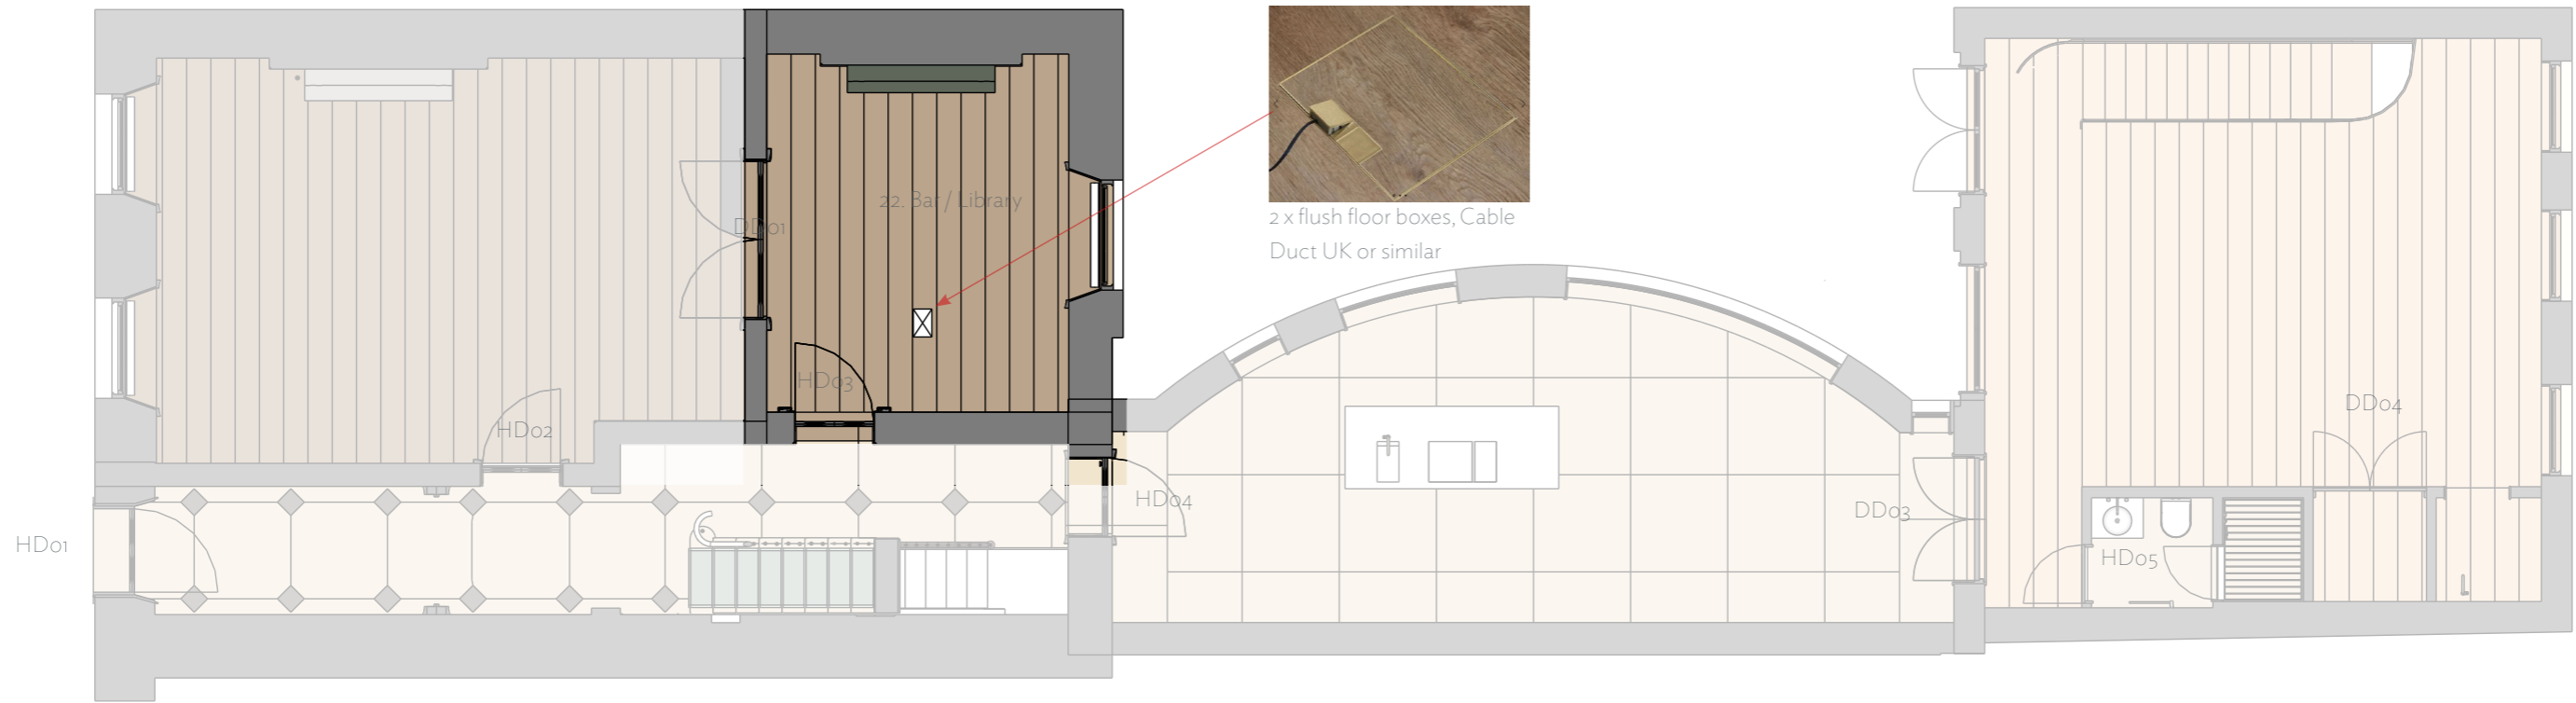 22. Bar / Library
DD01
2 x flush floor boxes, Cable
Duct UK or similar
HD03
HD02
DD04
HD04
DD03
HD01
HD05